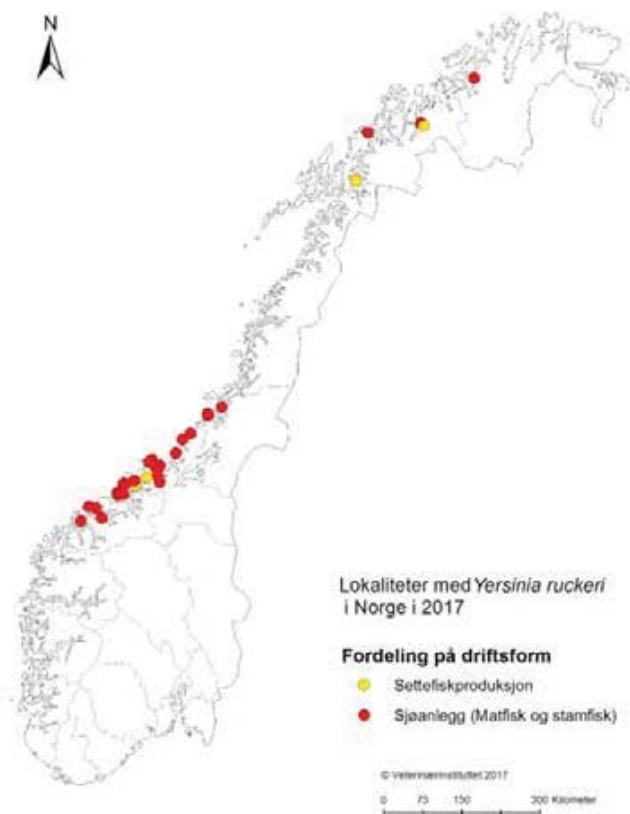 N
Lokaliteter med Yersinia ruckeri
i Norge i 2017
Fordeling på driftsform
Settefiskproduksjon
Sjøanlegg (Matfisk og stamfisk)
© Veterinærinstituttet 2017
0 75 150 300 Kilometer